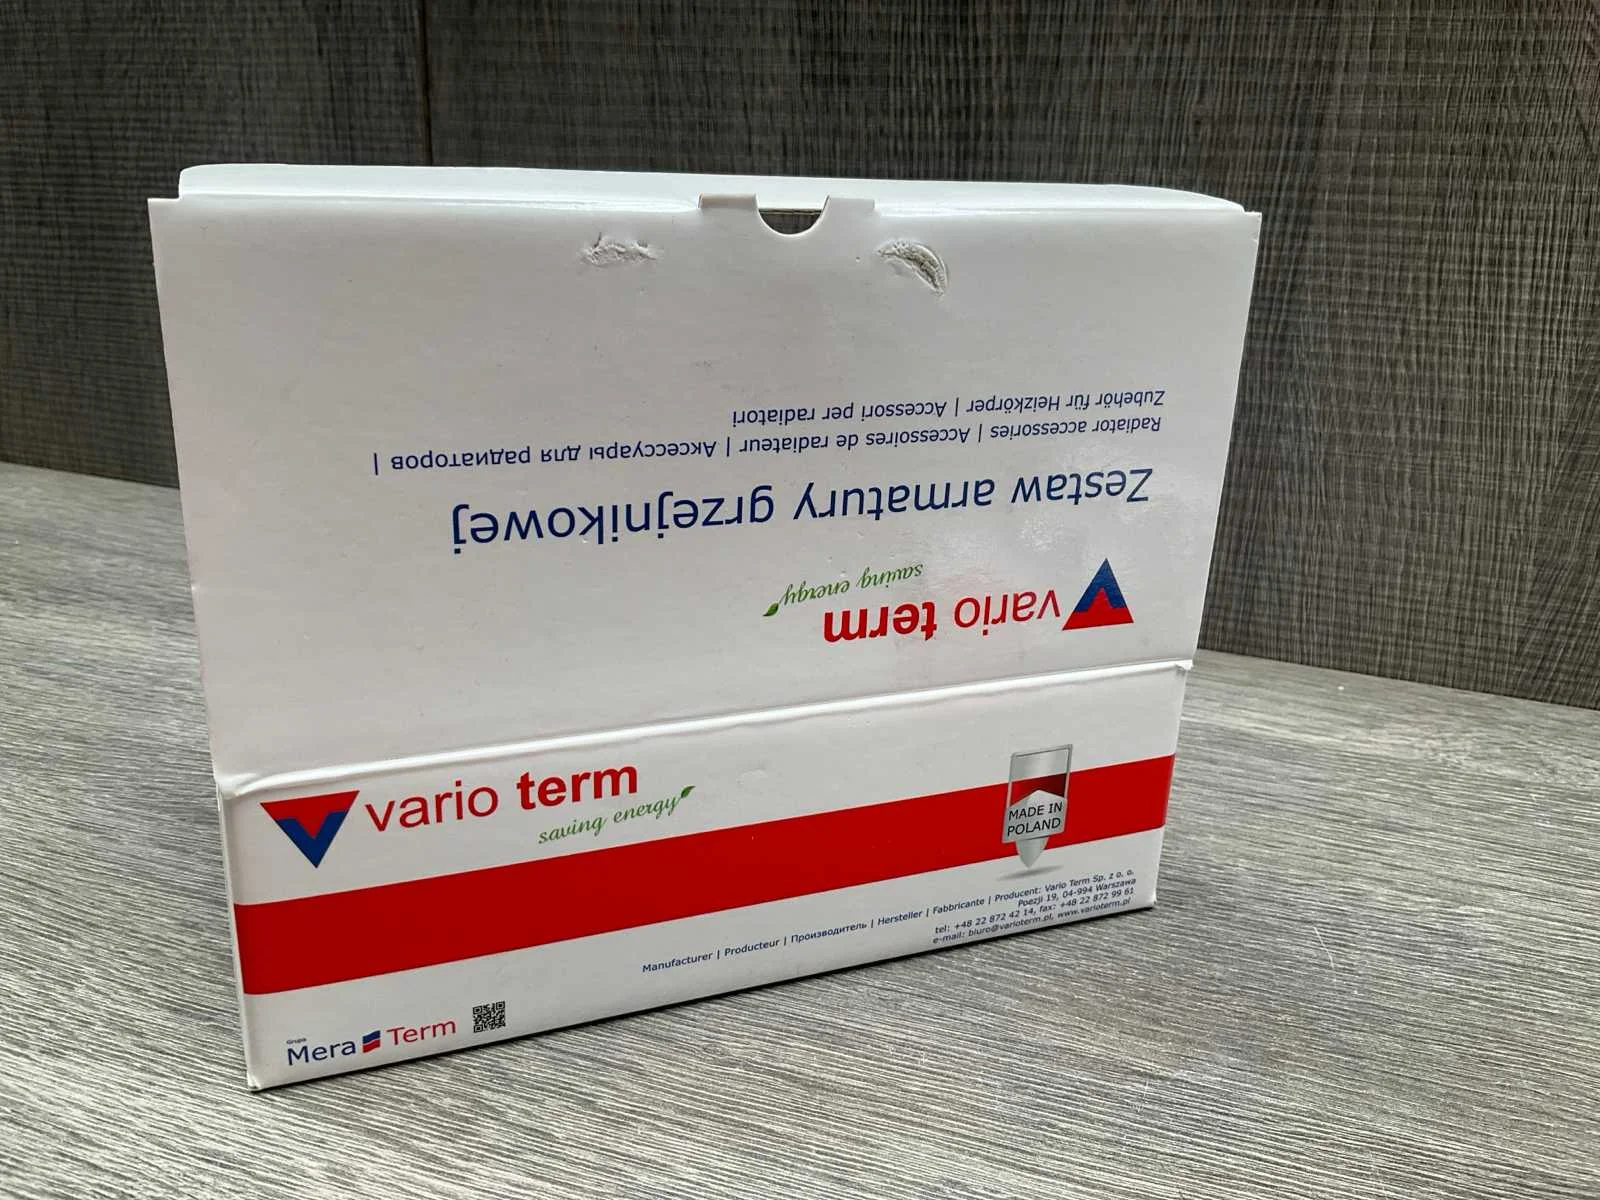 Zubehör für Heizkörper | Accessori per radiatori
Radiator accessories | Accessoires de radiateur | Аксессуары для радиаторов |
Zestaw armatury grzejnikowej
saving energy
vario term
vario term
saving energy
MADE IN
POLAND
Manufacturer | Producteur | Производитель | Hersteller | Fabbricante | Producent: Vario Term Sp. z o. o.
Poezji 19, 04-994 Warszawa
tel: +48 22 872 42 14, fax: +48 22 872 99 61
e-mail: biuro@varioterm.pl, www.varioterm.pl
Grupa
Mera Term